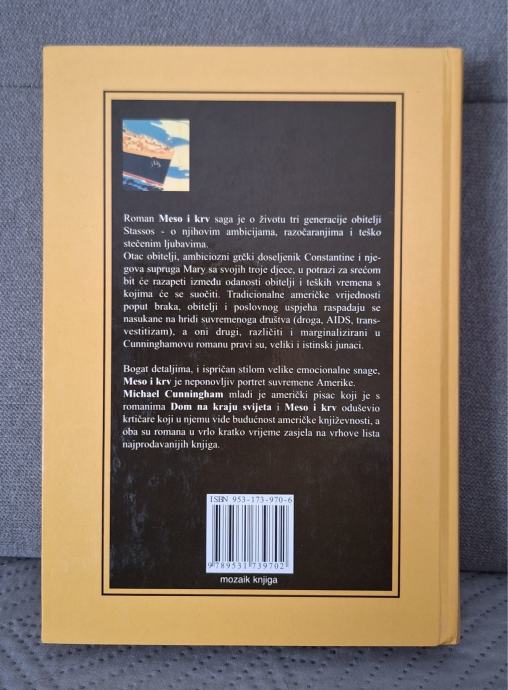 Roman Meso i krv saga je o životu tri generacije obitelji
Stassos - o njihovim ambicijama, razočaranjima i teško
stečenim ljubavima.
Otac obitelji, ambiciozni grčki doseljenik Constantine i nje-
gova supruga Mary sa svojih troje djece, u potrazi za srećom
bit će razapeti između odanosti obitelji i teških vremena s
kojima će se suočiti. Tradicionalne američke vrijednosti
poput braka, obitelji i poslovnog uspjeha raspadaju se
nasukane na hridi suvremenoga društva (droga, AIDS, trans-
vestitizam), a oni drugi, različiti i marginalizirani u
Cunninghamovu romanu pravi su, veliki i istinski junaci.
Bogat detaljima, i ispričan stilom velike emocionalne snage,
Meso i krv je neponovljiv portret suvremene Amerike.
Michael Cunningham mladi je američki pisac koji je s
romanima Dom na kraju svijeta i Meso i krv oduševio
krtičare koji u njemu vide budućnost američke književnosti, a
oba su romana u vrlo kratko vrijeme zasjela na vrhove lista
najprodavanijih knjiga.
ISBN 953-173-970-6
9789531739702
mozaik knjiga